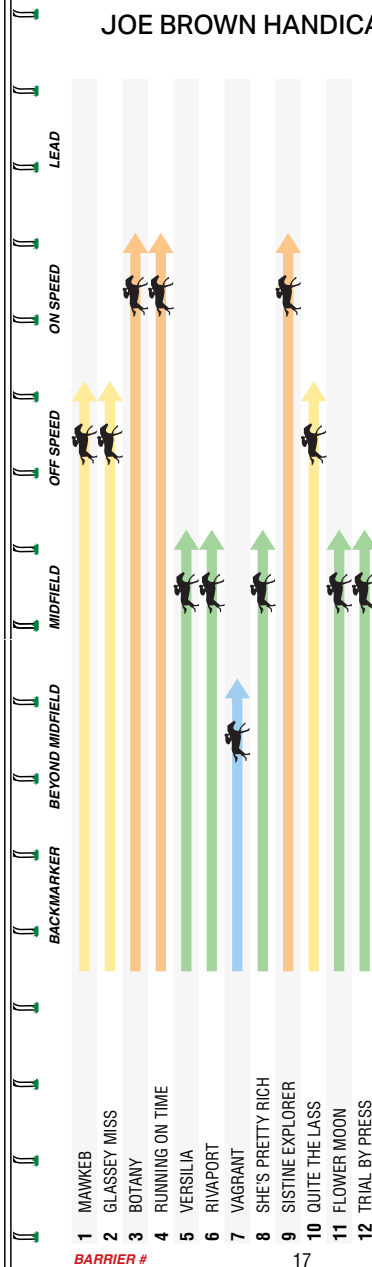 JOE BROWN HANDICA
LEAD
ON SPEED
OFF SPEED
MIDFIELD
BEYOND MIDFIELD
BACKMARKER
1 MAWKEB
2 GLASSEY MISS
3 BOTANY
4 RUNNING ON TIME
5 VERSILIA
6 RIVAPORT
7 VAGRANT
8 SHE'S PRETTY RICH
9 SISTINE EXPLORER
10 QUITE THE LASS
11 FLOWER MOON
12 TRIAL BY PRESS
BARRIER #
17